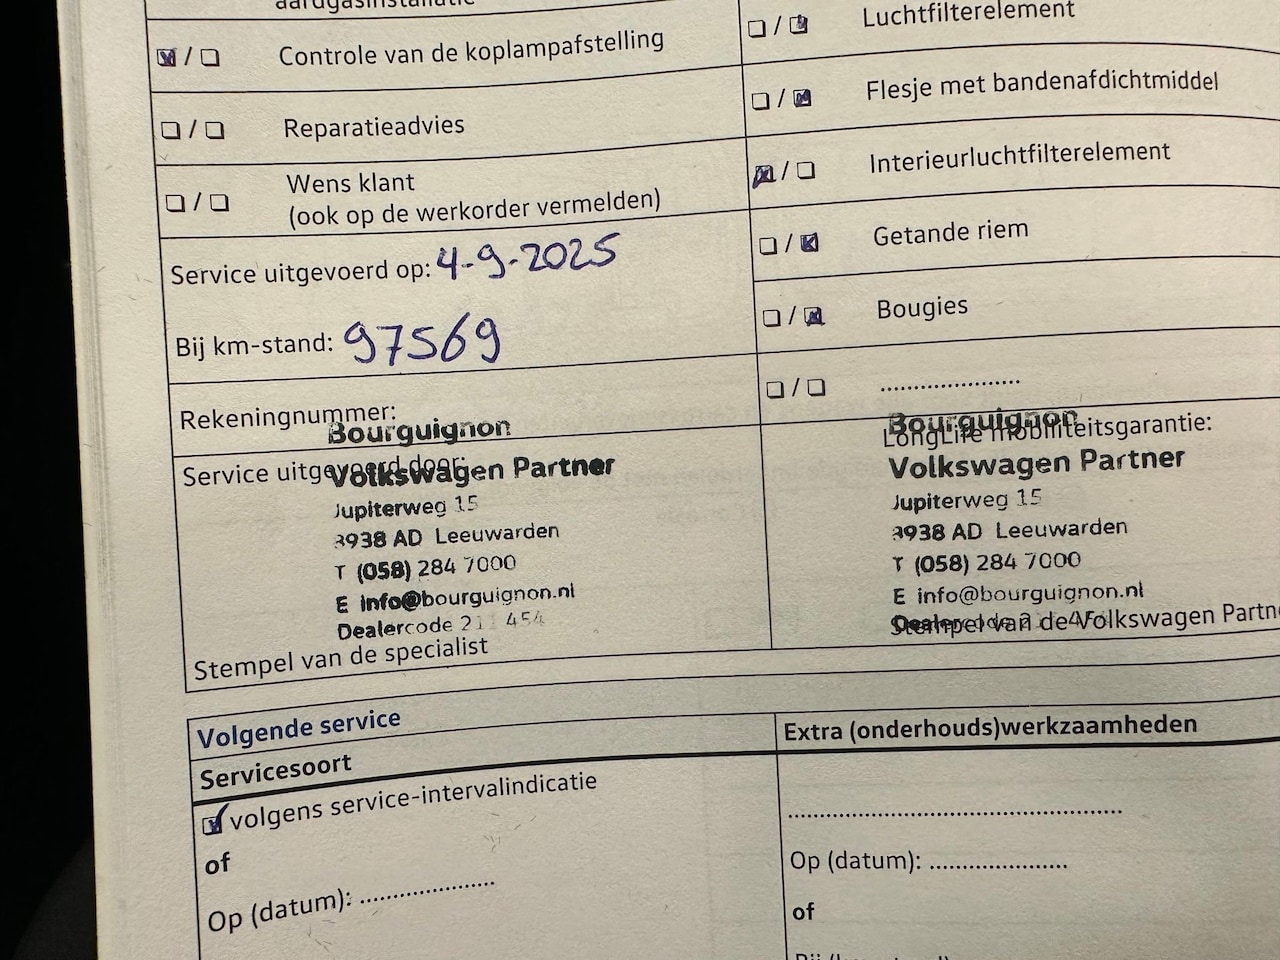 Controle van de koplampafstelling
Reparatieadvies
Wens klant
(ook op de werkorder vermelden)
Service uitgevoerd op: 4-9-2025
Bij km-stand: 97569
Rekeningnummer:
Service uitgevoerd door:
Bourguignon
Volkswagen Partner
Jupiterweg 15
8938 AD Leeuwarden
T (058) 284 7000
E info@bourguignon.nl
Dealercode
Stempel van de specialist
Luchtfilterelement
Flesje met bandenafdichtmiddel
Interieurluchtfilterelement
Getande riem
Bougies
.....................
LongLife mobiliteitsgarantie:
Bourguignon
Volkswagen Partner
Jupiterweg 15
8938 AD Leeuwarden
T (058) 284 7000
E info@bourguignon.nl
Dealercode
Stempel van de Volkswagen
Volgende service
Servicesoort
volgens service-intervalindicatie
of
Op (datum): .....................
Extra (onderhouds)werkzaamheden
..................................................
Op (datum): .....................
of